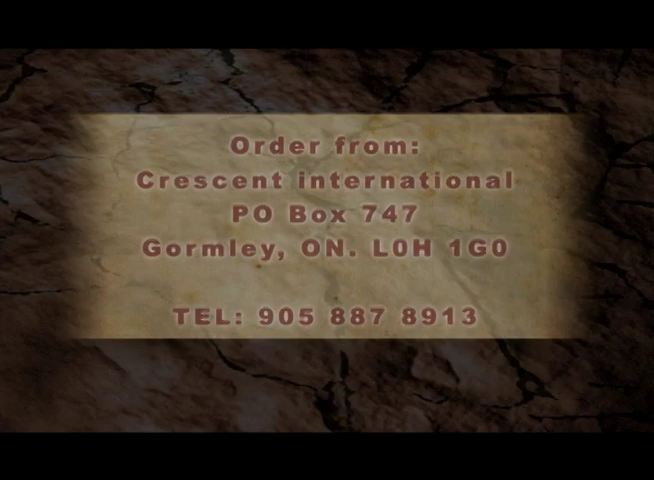 Order from:
Crescent international
PO Box 747
Gormley, ON. L0H 1G0
TEL: 905 887 8913